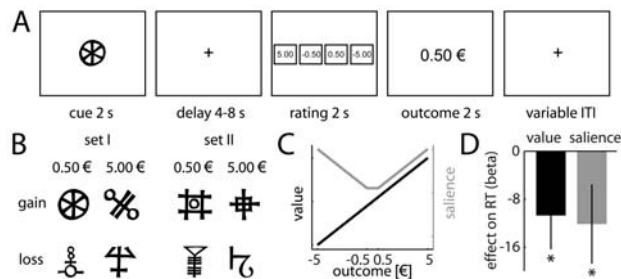 A
5.00 -0.50 0.50 -5.00
0.50 €
cue 2 s delay 4-8 s rating 2 s outcome 2 s variable ITI
B
set I set II
0.50 € 5.00 € 0.50 € 5.00 €
gain
loss
C
value
salience
-5 -0.5 0.5 5
outcome [€]
D
value salience
effect on RT (beta)
0
-8
-16
* *